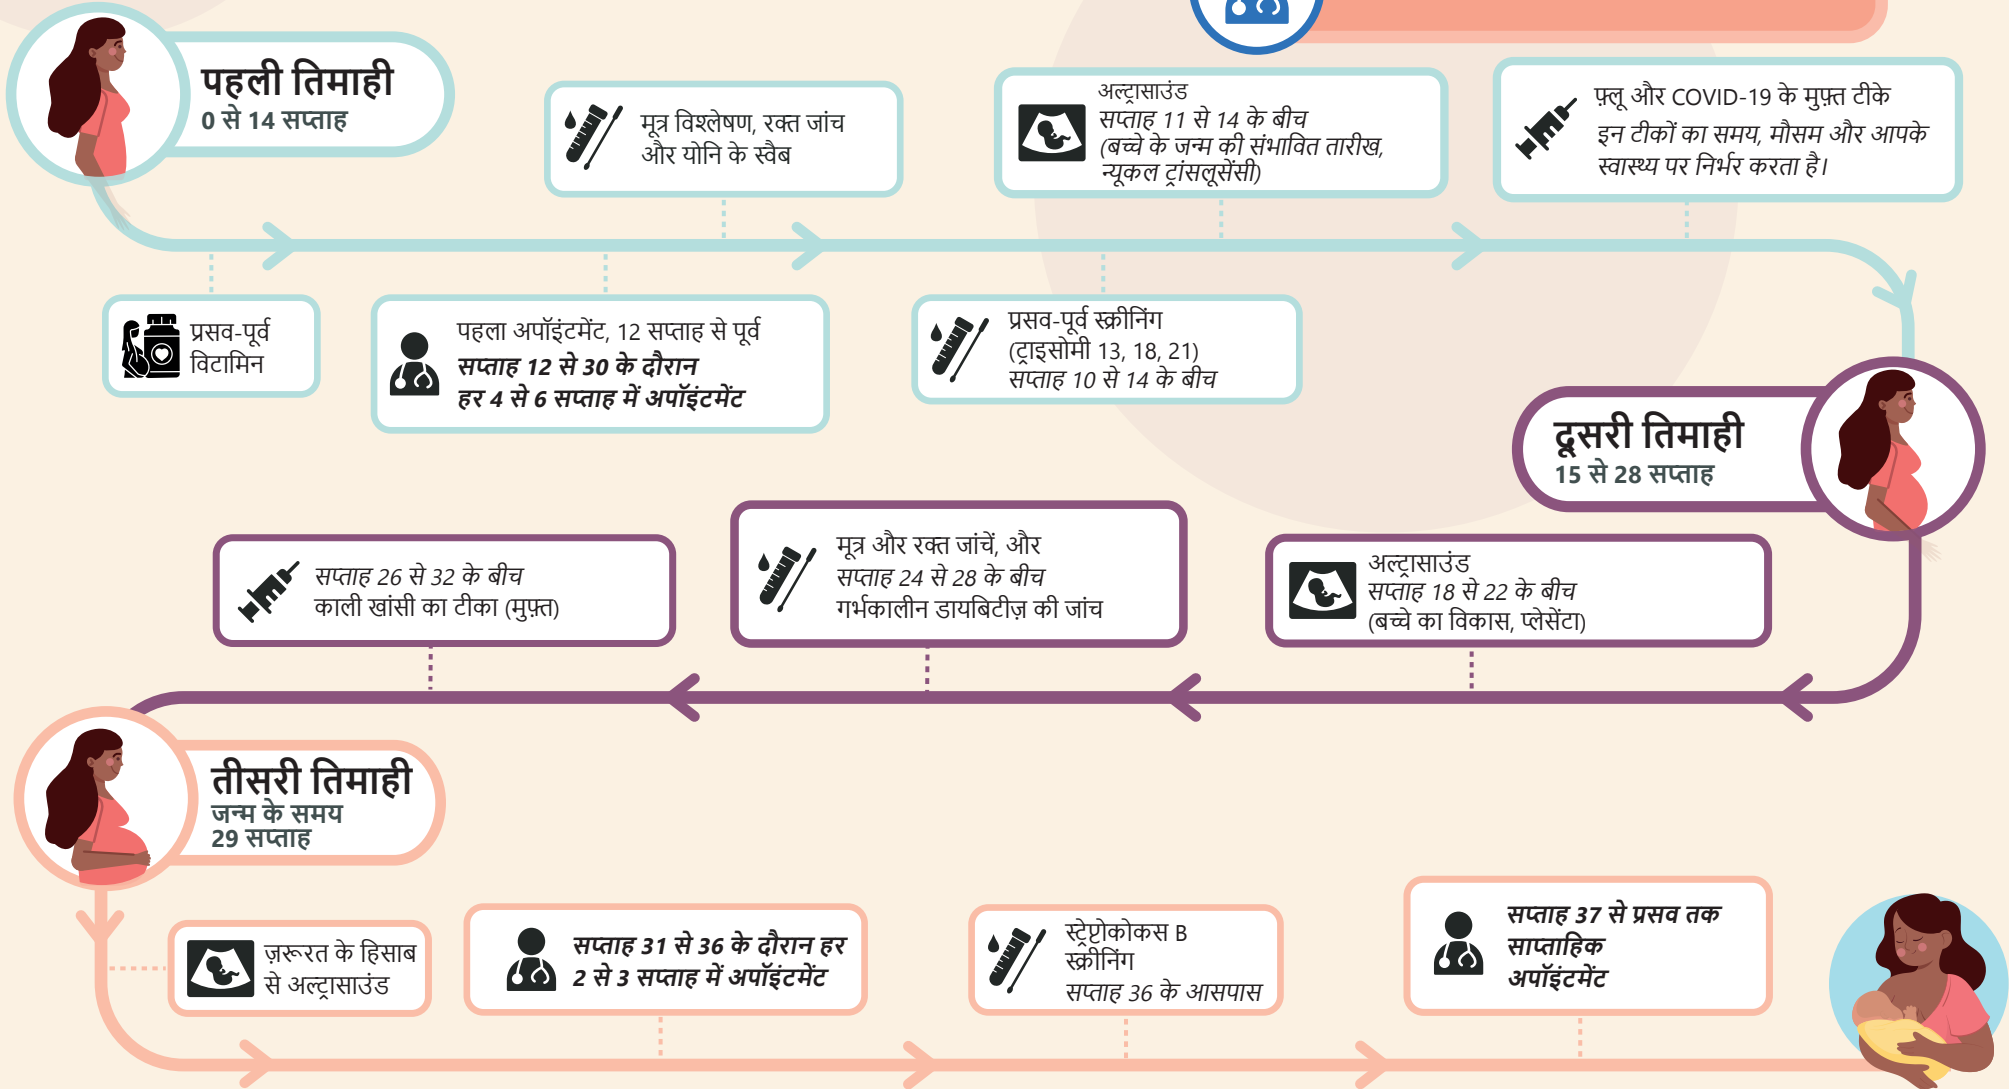 पहली तिमाही
0 से 14 सप्ताह
प्रसव-पूर्व
विटामिन
पहला अपॉइंटमेंट, 12 सप्ताह से पूर्व
सप्ताह 12 से 30 के दौरान
हर 4 से 6 सप्ताह में अपॉइंटमेंट
मूत्र विश्लेषण, रक्त जांच
और योनि के स्वैब
प्रसव-पूर्व स्क्रीनिंग
(ट्राइसोमी 13, 18, 21)
सप्ताह 10 से 14 के बीच
अल्ट्रासाउंड
सप्ताह 11 से 14 के बीच
(बच्चे के जन्म की संभावित तारीख,
न्यूकल ट्रांसलूसेंसी)
फ़्लू और COVID-19 के मुफ़्त टीके
इन टीकों का समय, मौसम और आपके
स्वास्थ्य पर निर्भर करता है।
दूसरी तिमाही
15 से 28 सप्ताह
अल्ट्रासाउंड
सप्ताह 18 से 22 के बीच
(बच्चे का विकास, प्लेसेंटा)
मूत्र और रक्त जांचें, और
सप्ताह 24 से 28 के बीच
गर्भकालीन डायबिटीज़ की जांच
सप्ताह 26 से 32 के बीच
काली खांसी का टीका (मुफ़्त)
तीसरी तिमाही
जन्म के समय
29 सप्ताह
ज़रूरत के हिसाब
से अल्ट्रासाउंड
सप्ताह 31 से 36 के दौरान हर
2 से 3 सप्ताह में अपॉइंटमेंट
स्ट्रेप्टोकोकस B
स्क्रीनिंग
सप्ताह 36 के आसपास
सप्ताह 37 से प्रसव तक
साप्ताहिक
अपॉइंटमेंट